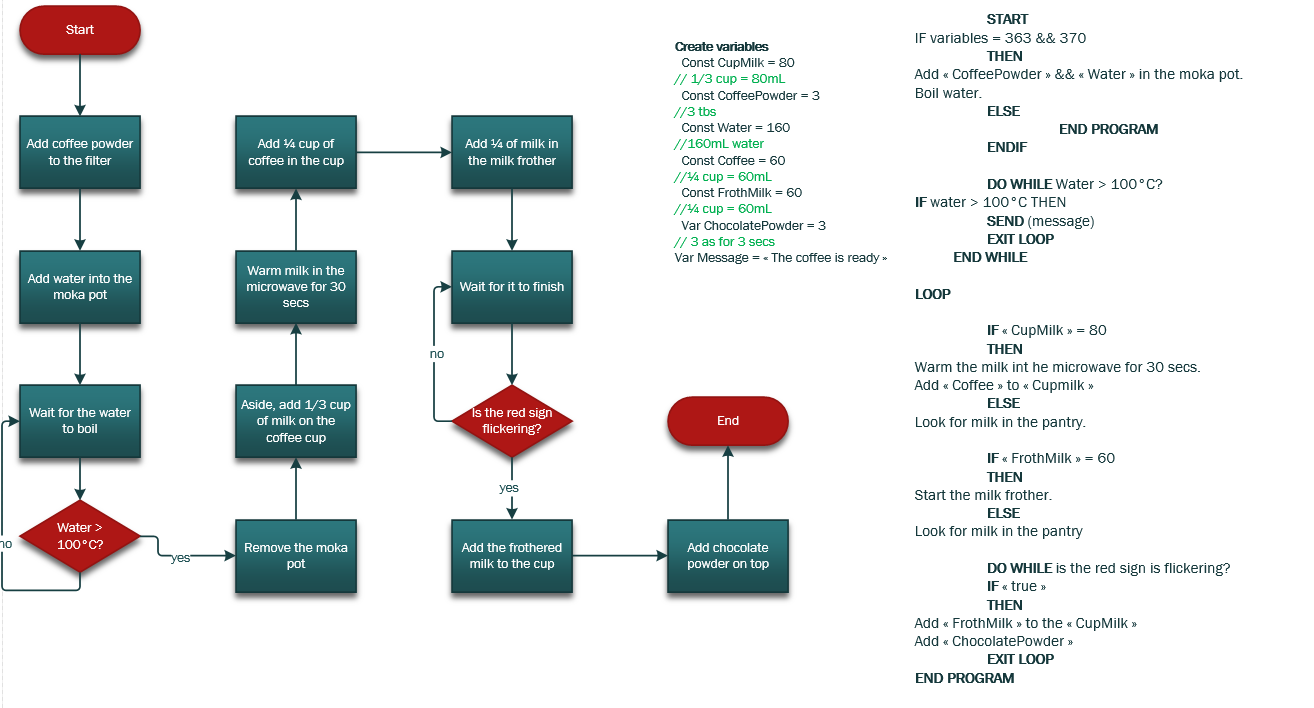 Start
Add coffee powder
to the filter
Add water into the
moka pot
Wait for the water
to boil
Water >
100°C?
no
yes
Remove the moka
pot
Aside, add 1/3 cup
of milk on the
coffee cup
Warm milk in the
microwave for 30
secs
Add ¼ cup of
coffee in the cup
Add ¼ of milk in
the milk frother
Wait for it to finish
no
Is the red sign
flickering?
yes
Add the frothered
milk to the cup
Add chocolate
powder on top
End
Create variables
Const CupMilk = 80
// 1/3 cup = 80mL
Const CoffeePowder = 3
//3 tbs
Const Water = 160
//160mL water
Const Coffee = 60
//¼ cup = 60mL
Const FrothMilk = 60
//¼ cup = 60mL
Var ChocolatePowder = 3
// 3 as for 3 secs
Var Message = « The coffee is ready »
START
IF variables = 363 && 370
THEN
Add « CoffeePowder » && « Water » in the moka pot.
Boil water.
ELSE
END PROGRAM
ENDIF
DO WHILE Water > 100°C?
IF water > 100°C THEN
SEND (message)
EXIT LOOP
END WHILE
LOOP
IF « CupMilk » = 80
THEN
Warm the milk int he microwave for 30 secs.
Add « Coffee » to « Cupmilk »
ELSE
Look for milk in the pantry.
IF « FrothMilk » = 60
THEN
Start the milk frother.
ELSE
Look for milk in the pantry
DO WHILE is the red sign is flickering?
IF « true »
THEN
Add « FrothMilk » to the « CupMilk »
Add « ChocolatePowder »
EXIT LOOP
END PROGRAM